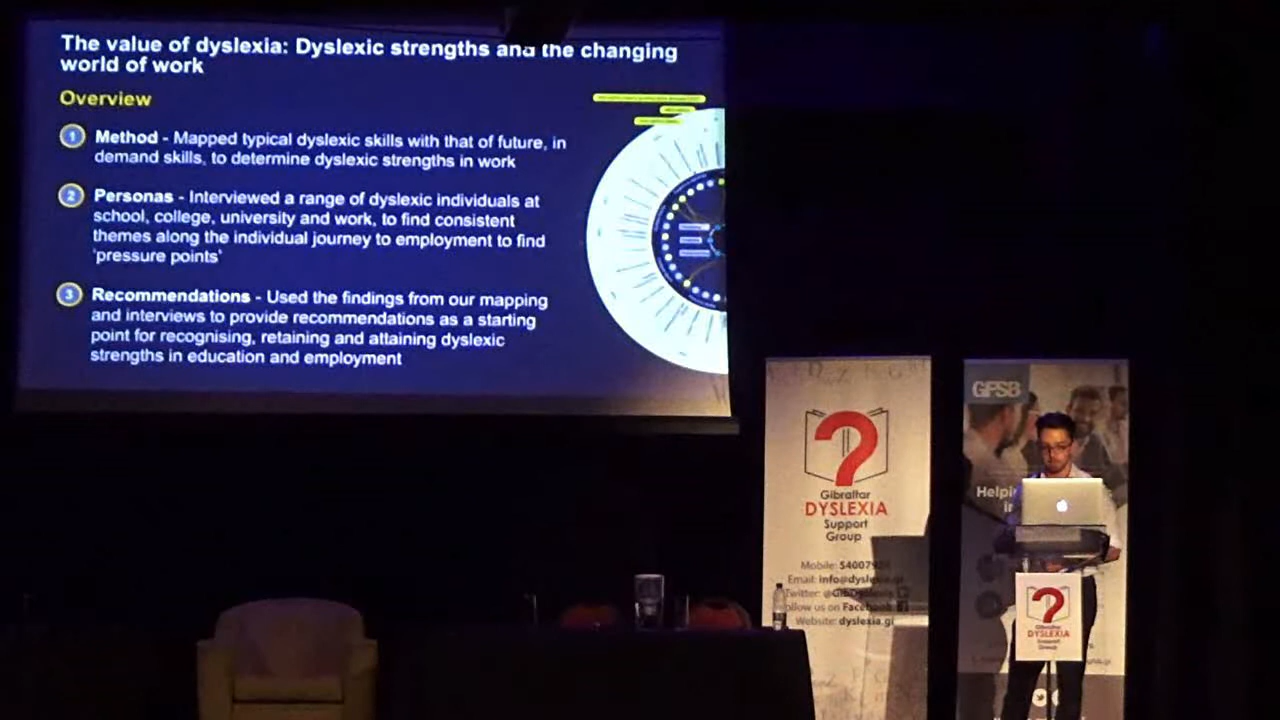 The value of dyslexia: Dyslexic strengths and the changing
world of work
Overview
1 Method - Mapped typical dyslexic skills with that of future, in
demand skills, to determine dyslexic strengths in work
2 Personas - Interviewed a range of dyslexic individuals at
school, college, university and work, to find consistent
themes along the individual journey to employment to find
'pressure points'
3 Recommendations - Used the findings from our mapping
and interviews to provide recommendations as a starting
point for recognising, retaining and attaining dyslexic
strengths in education and employment
Gibraltar
DYSLEXIA
Support
Group
Mobile:
Email: info@dyslexia.gi
Twitter:
Follow us on Facebook
Website: dyslexia.gi
GFSB
Gibraltar
DYSLEXIA
Support
Group